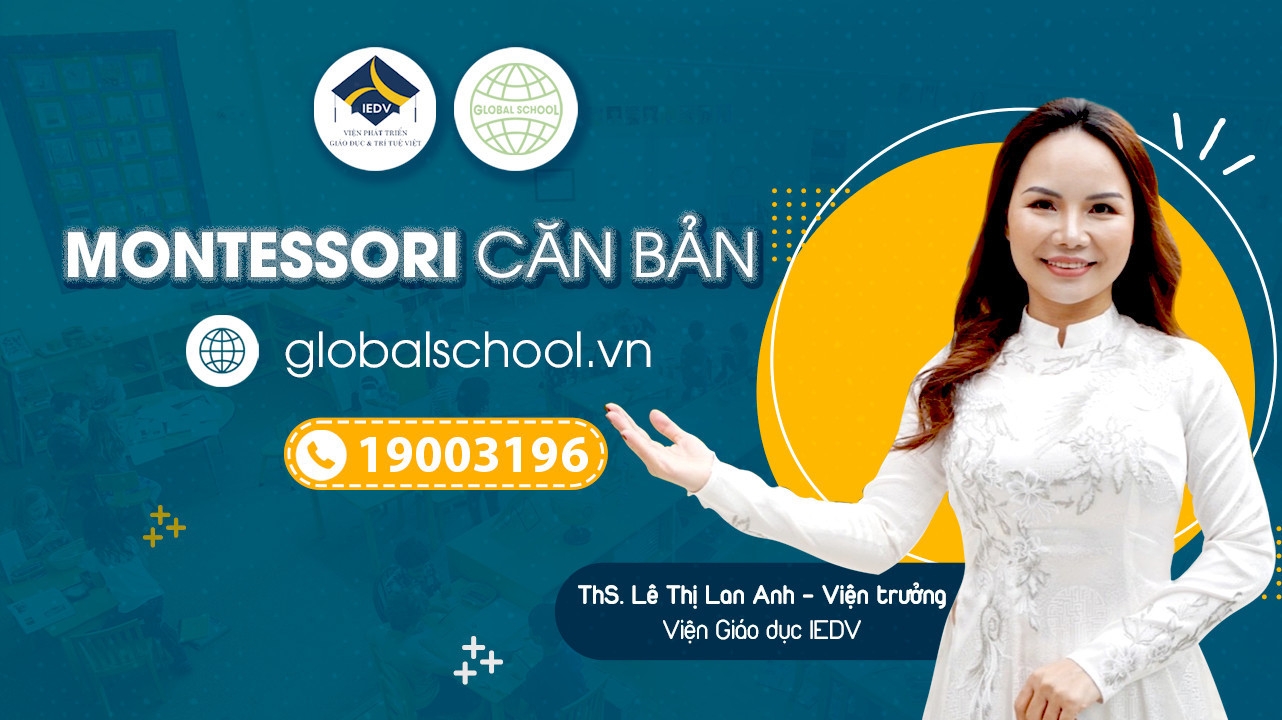 IEDV
VIỆN PHÁT TRIỂN
GIÁO DỤC & TRÍ TUỆ VIỆT
GLOBAL SCHOOL
MONTESSORI CĂN BẢN
globalschool.vn
19003196
ThS. Lê Thị Lan Anh - Viện trưởng
Viện Giáo dục IEDV